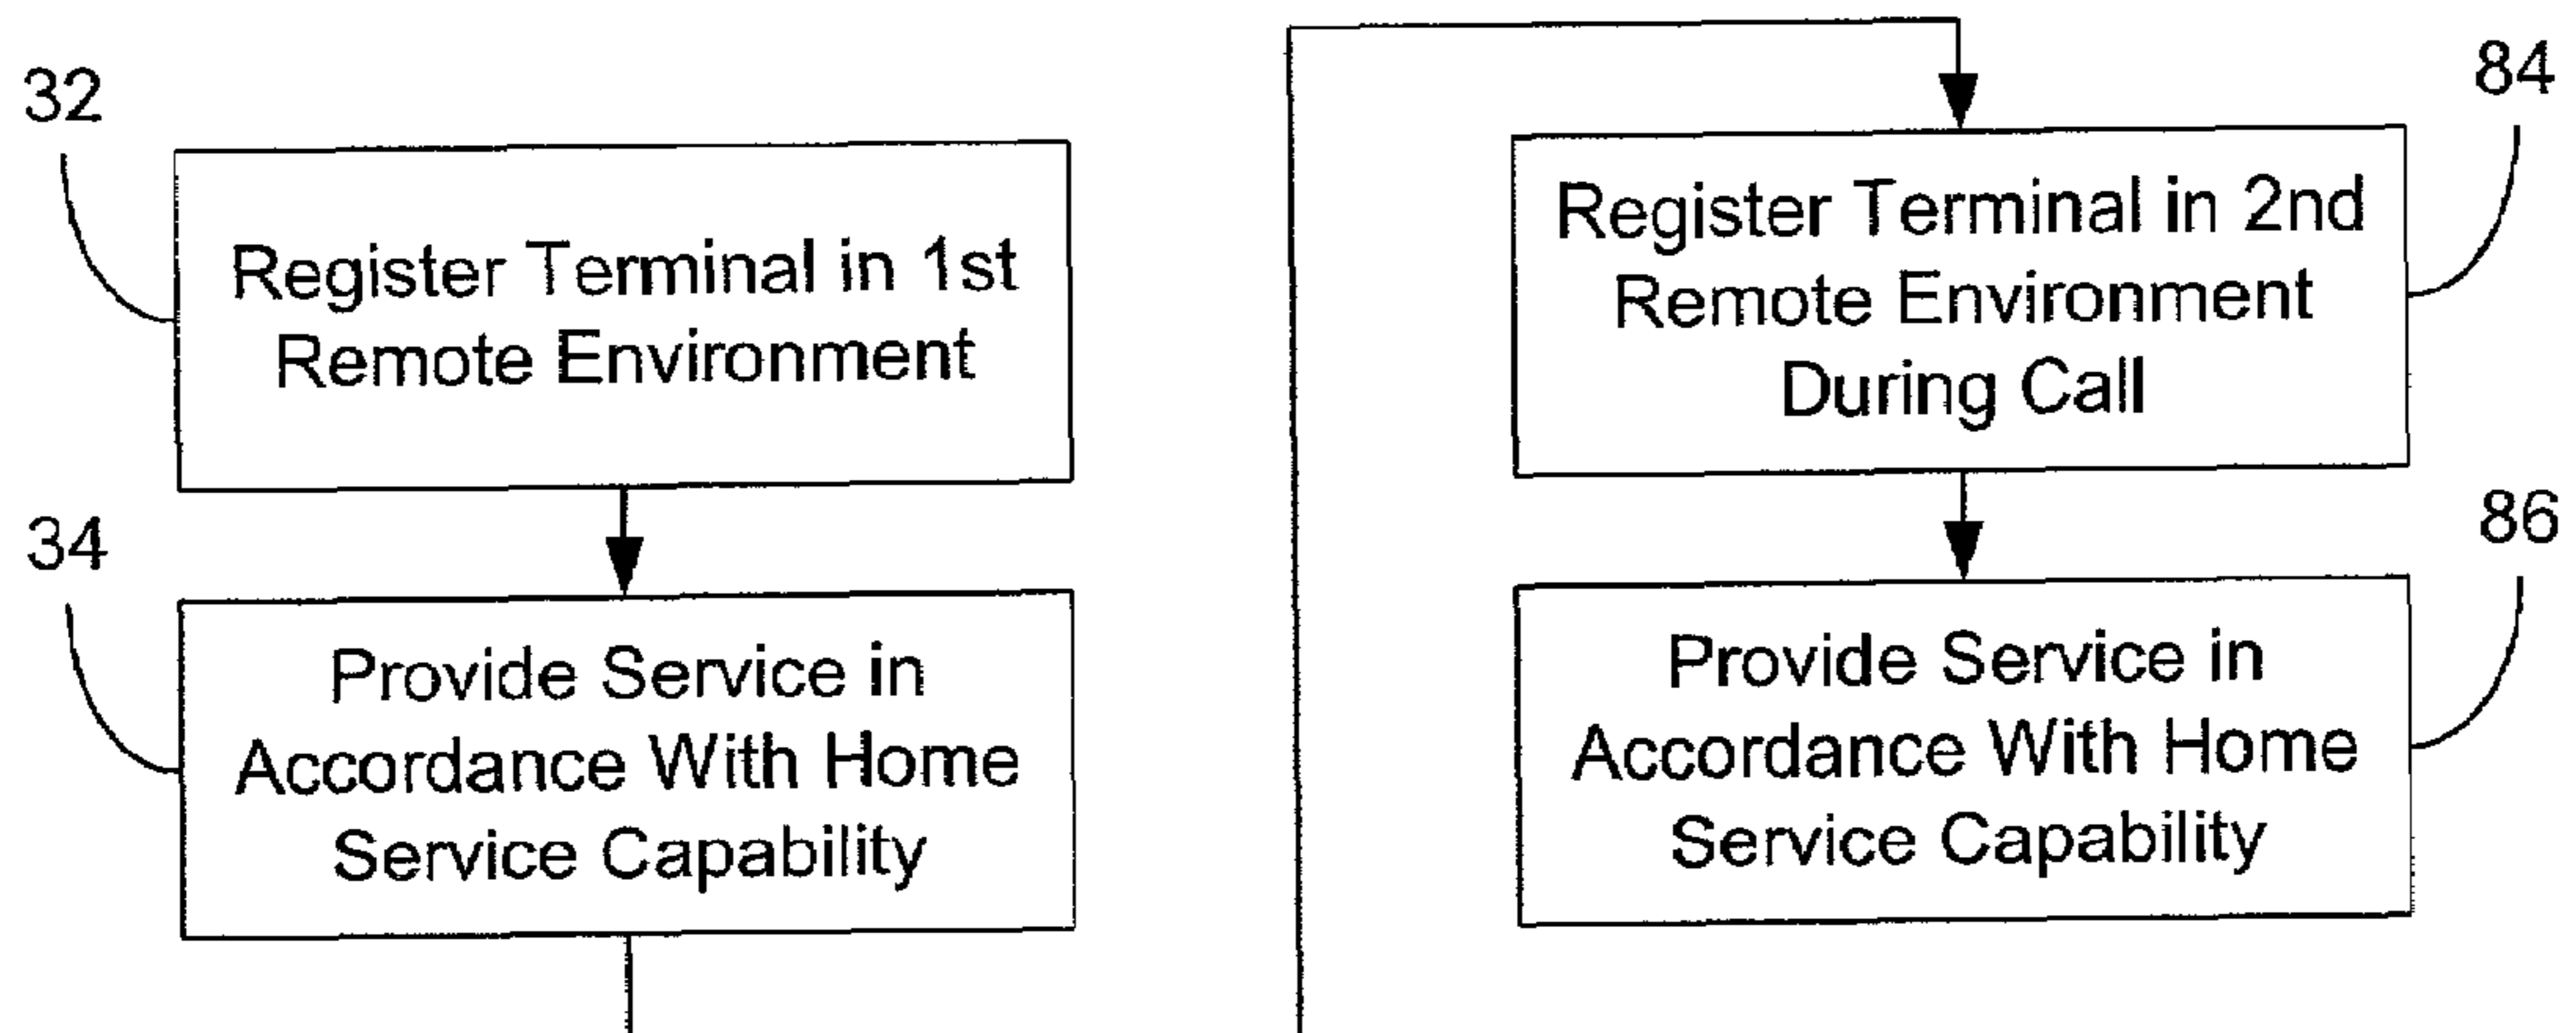 32
Register Terminal in 1st
Remote Environment
34
Provide Service in
Accordance With Home
Service Capability
84
Register Terminal in 2nd
Remote Environment
During Call
86
Provide Service in
Accordance With Home
Service Capability